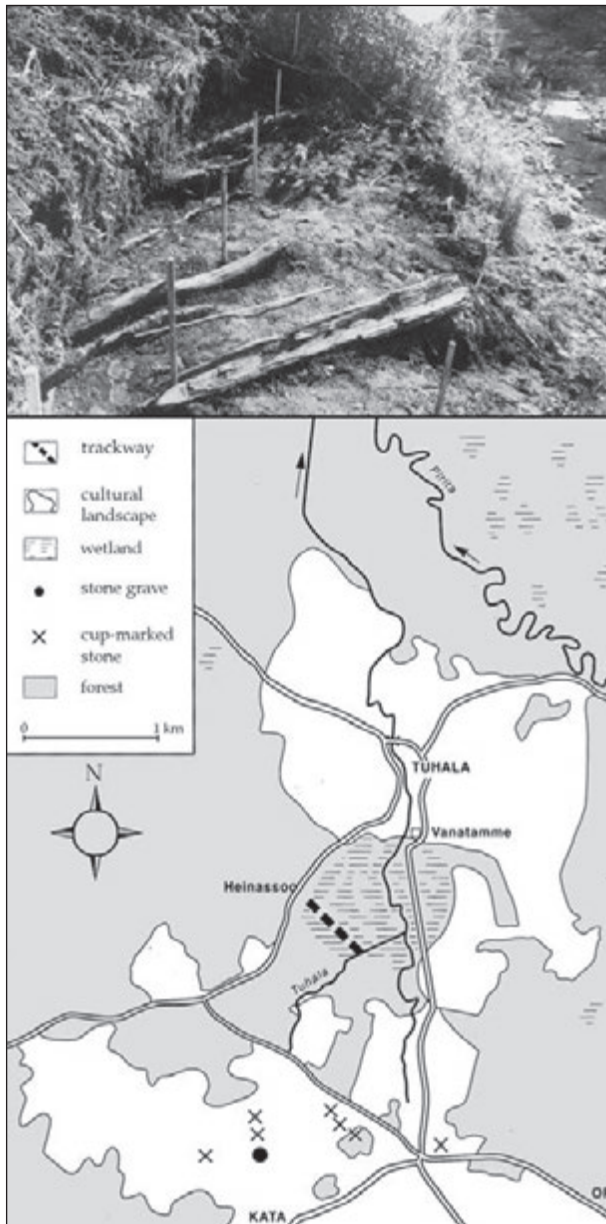 trackway
cultural
landscape
wetland
stone grave
cup-marked
stone
forest
0 1 km
N
Pirita
TUHALA
Vanatamme
Heinassoo
Tuhala
KATA